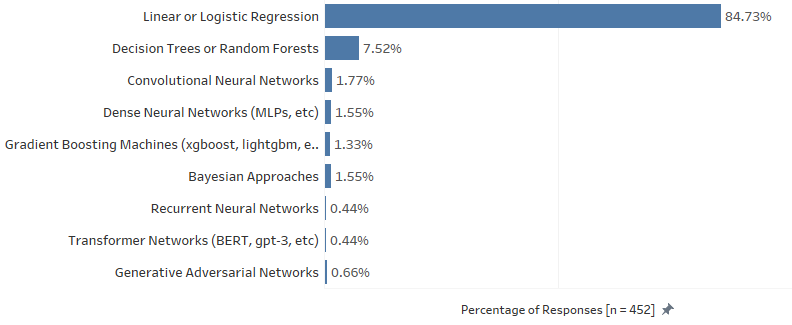 Linear or Logistic Regression 84.73%
Decision Trees or Random Forests 7.52%
Convolutional Neural Networks 1.77%
Dense Neural Networks (MLPs, etc) 1.55%
Gradient Boosting Machines (xgboost, lightgbm, e.. 1.33%
Bayesian Approaches 1.55%
Recurrent Neural Networks 0.44%
Transformer Networks (BERT, gpt-3, etc) 0.44%
Generative Adversarial Networks 0.66%
Percentage of Responses [n = 452]